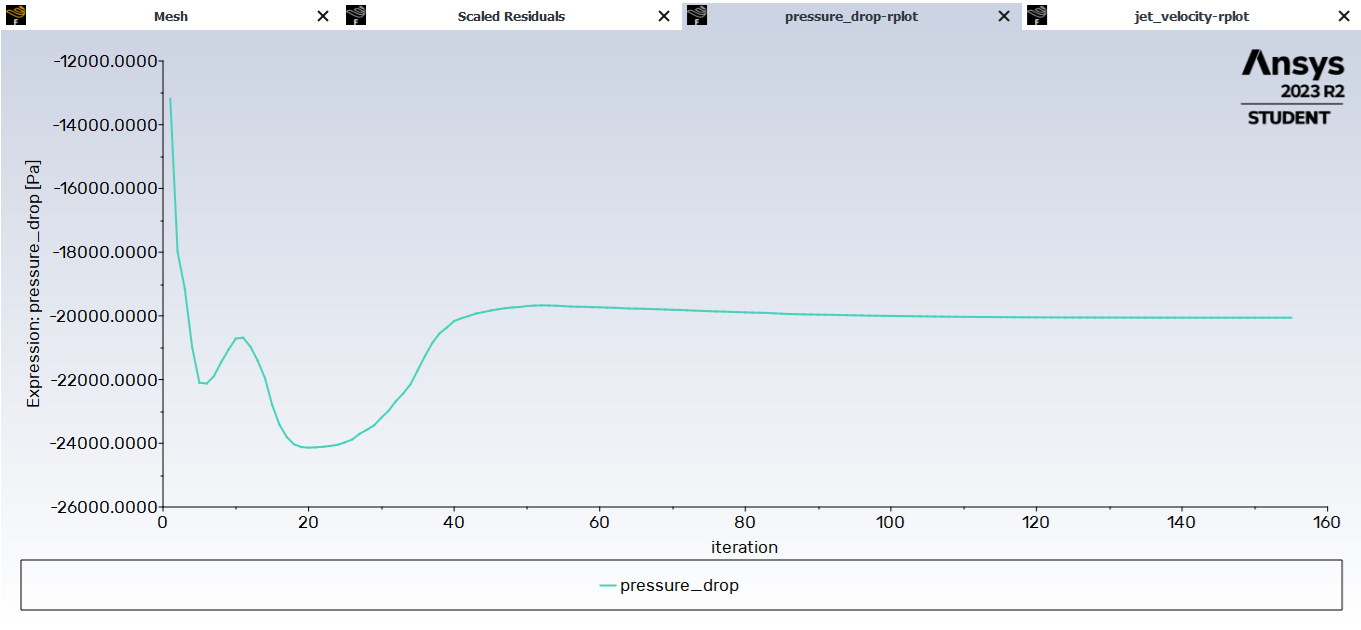 Mesh
Scaled Residuals
pressure_drop-rplot
jet_velocity-rplot
Ansys
2023 R2
STUDENT
Expression: pressure_drop [Pa]
-12000.0000
-14000.0000
-16000.0000
-18000.0000
-20000.0000
-22000.0000
-24000.0000
-26000.0000
0 20 40 60 80 100 120 140 160
iteration
pressure_drop